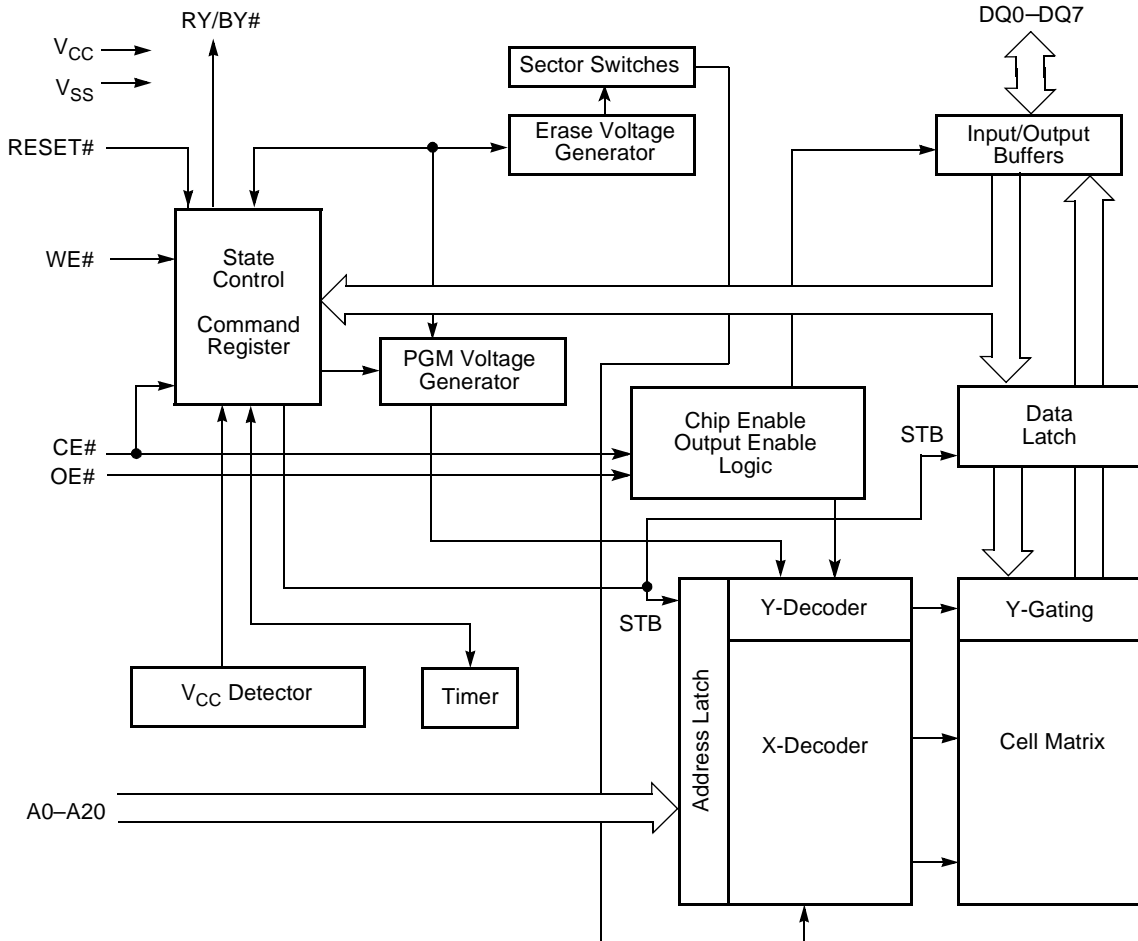 RY/BY#
DQ0–DQ7
VCC
VSS
Sector Switches
RESET#
Erase Voltage
Generator
Input/Output
Buffers
WE#
State
Control
Command
Register
PGM Voltage
Generator
Chip Enable
Output Enable
Logic
Data
Latch
STB
CE#
OE#
STB
Y-Decoder
Y-Gating
VCC Detector
Timer
Address Latch
X-Decoder
Cell Matrix
A0–A20